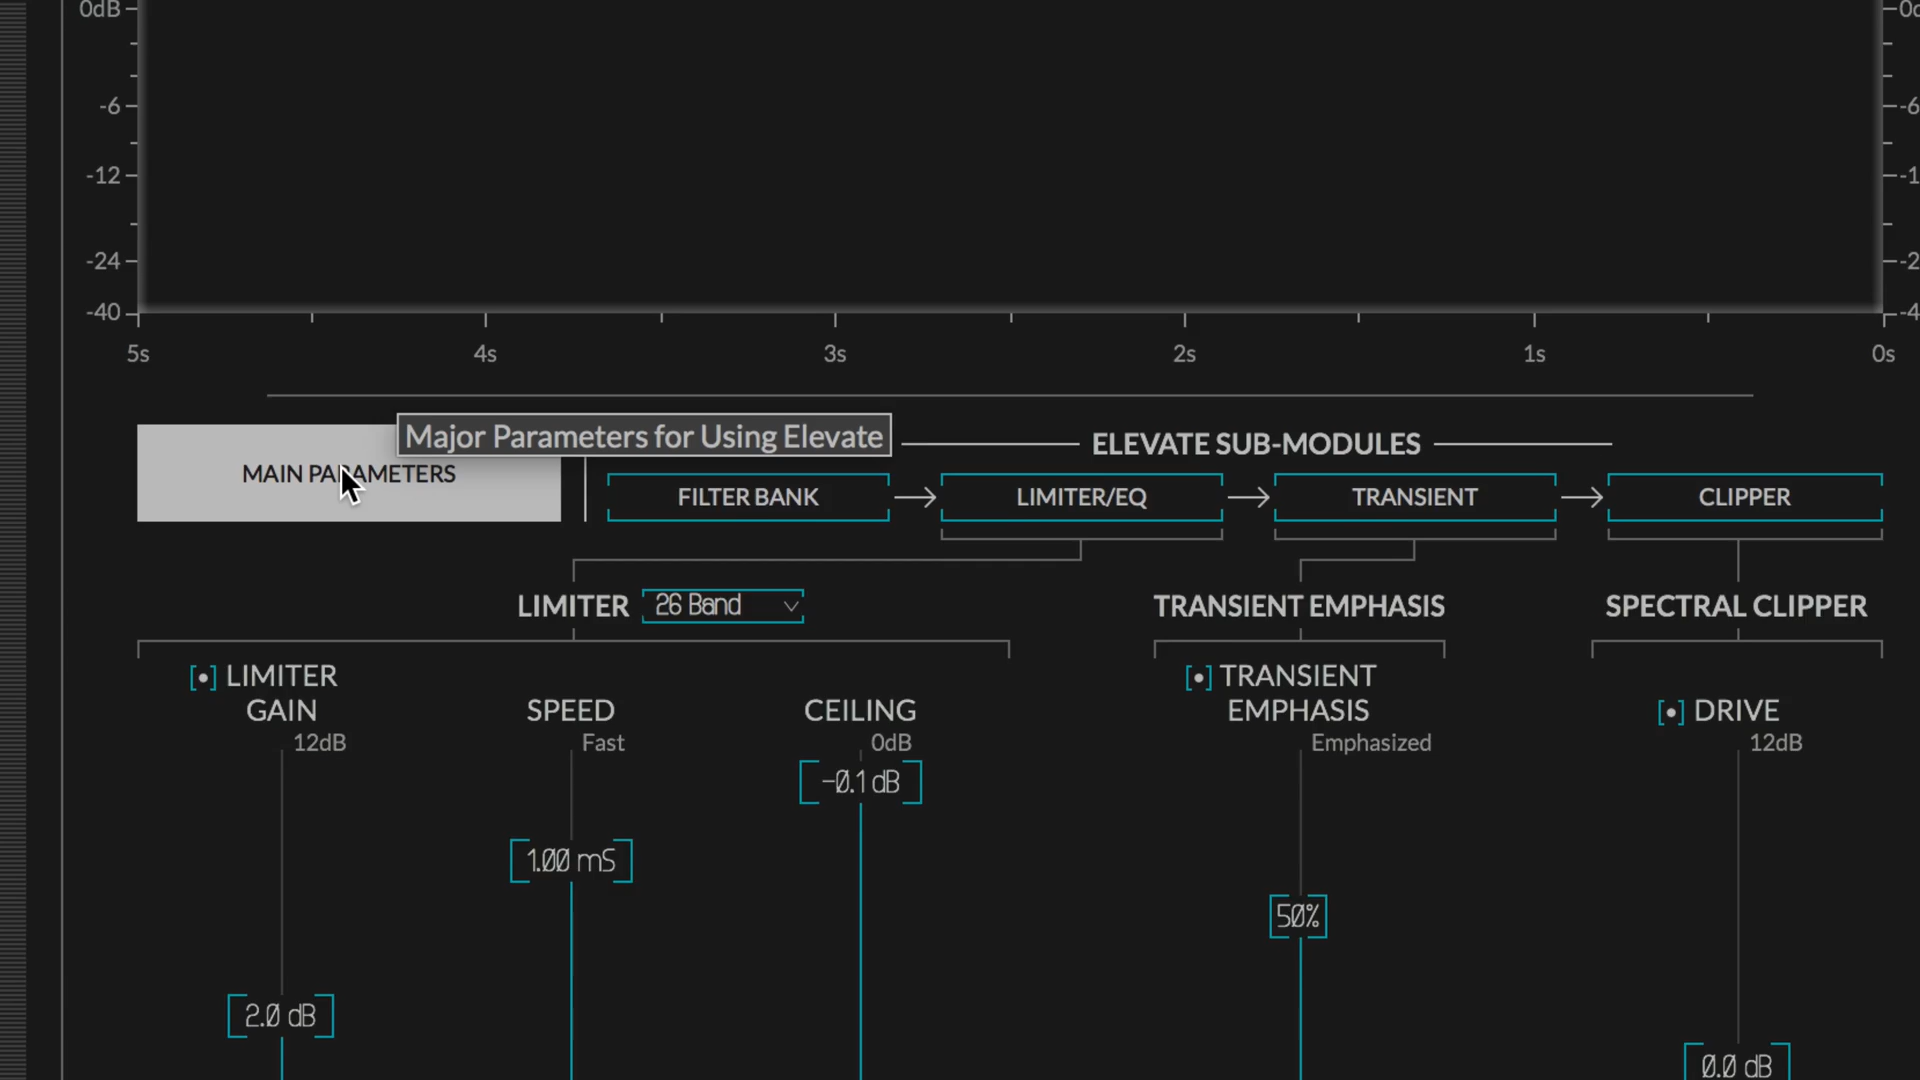 0dB
-6
-12
-24
-40
-6
5s
4s
3s
2s
1s
0s
Major Parameters for Using Elevate
ELEVATE SUB-MODULES
MAIN PARAMETERS
FILTER BANK
LIMITER/EQ
TRANSIENT
CLIPPER
LIMITER
26 Band
TRANSIENT EMPHASIS
SPECTRAL CLIPPER
LIMITER
GAIN
12dB
SPEED
Fast
CEILING
0dB
TRANSIENT
EMPHASIS
Emphasized
DRIVE
12dB
-0.1 dB
1.00 mS
50%
2.0 dB
0.0 dB